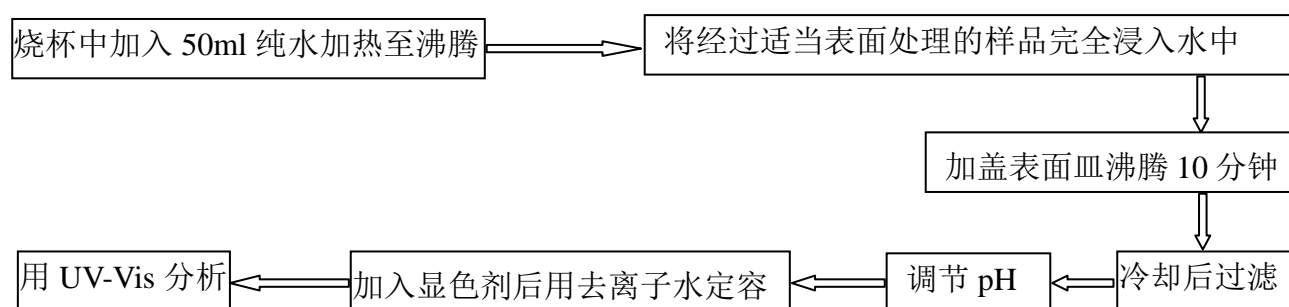 烧杯中加入 50ml 纯水加热至沸腾
将经过适当表面处理的样品完全浸入水中
加盖表面皿沸腾 10 分钟
冷却后过滤
调节 pH
加入显色剂后用去离子水定容
用 UV-Vis 分析